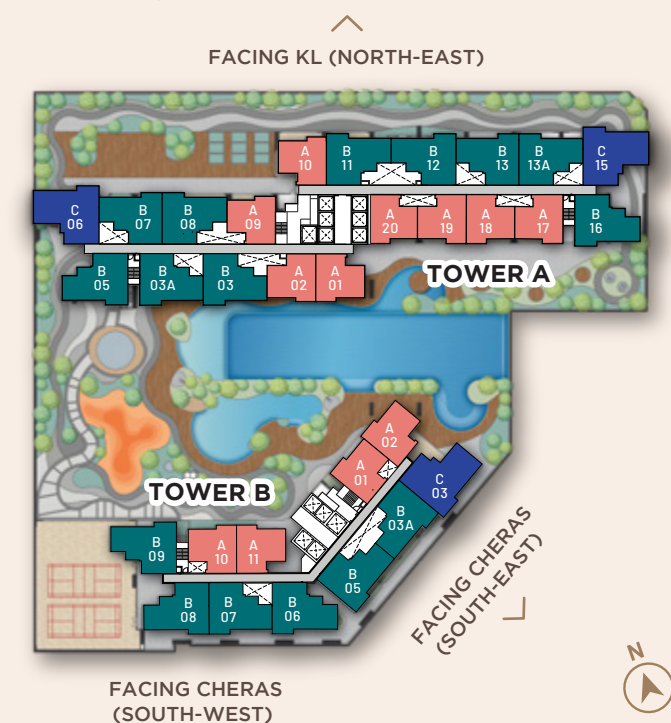 FACING KL (NORTH-EAST)
A
10
B
11
B
12
B
13
B
13A
C
15
C
06
B
07
B
08
A
09
A
20
A
19
A
18
A
17
B
16
B
05
B
03A
B
03
A
02
A
01
TOWER A
A
02
A
01
C
03
B
03A
B
05
TOWER B
B
09
A
10
A
11
B
08
B
07
B
06
FACING CHERAS
(SOUTH-EAST)
FACING CHERAS
(SOUTH-WEST)
N